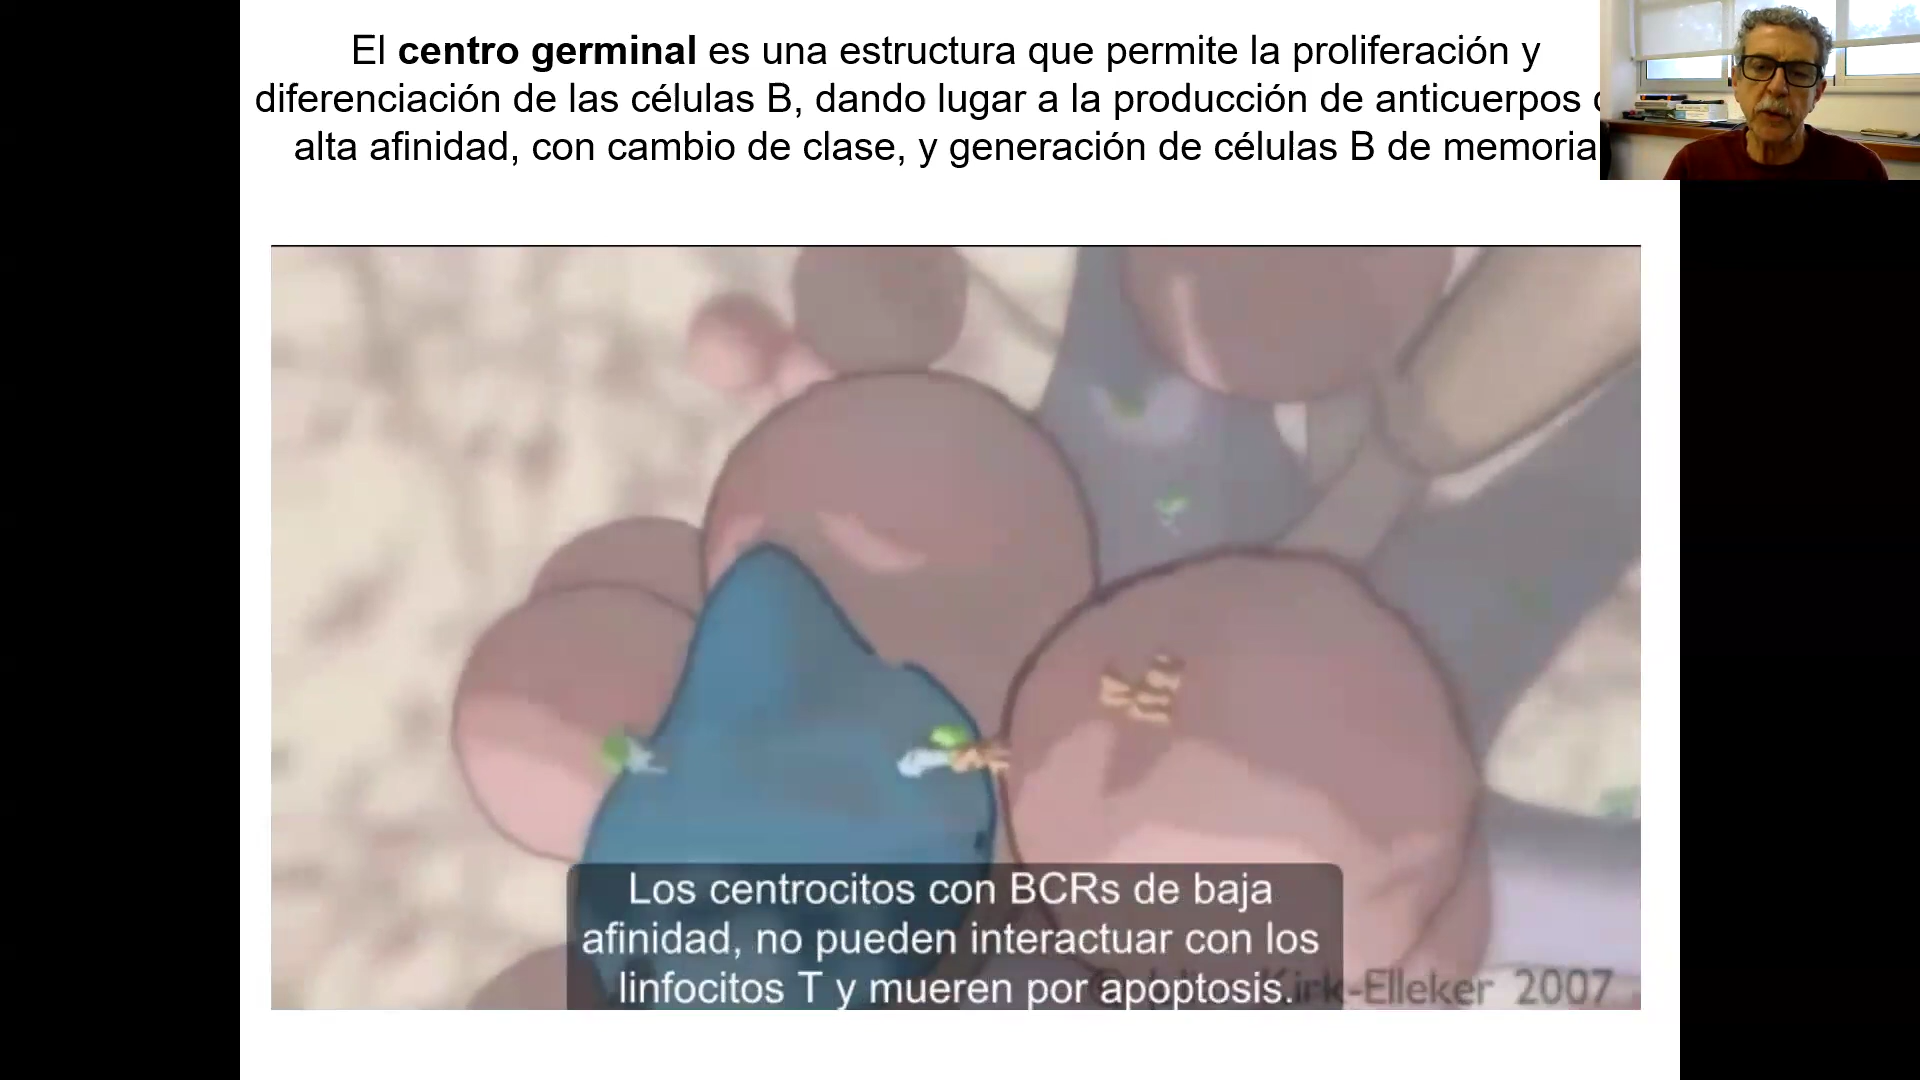 El centro germinal es una estructura que permite la proliferación y
diferenciación de las células B, dando lugar a la producción de anticuerpos
alta afinidad, con cambio de clase, y generación de células B de memoria
Los centrocitos con BCRs de baja
afinidad, no pueden interactuar con los
linfocitos T y mueren por apoptosis.
-Elleker 2007